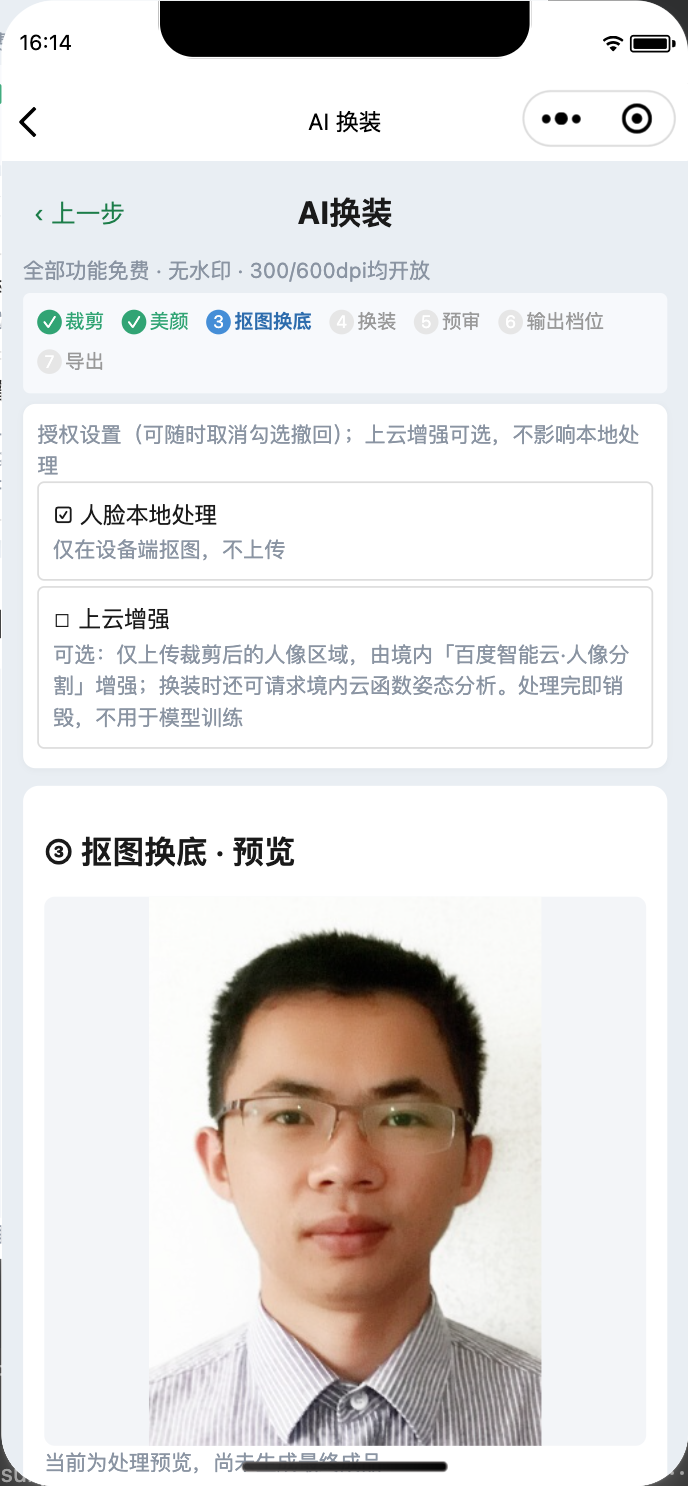 16:14
AI 换装
‹ 上一步
AI换装
全部功能免费 · 无水印 · 300/600dpi均开放
裁剪 美颜 3 抠图换底 4 换装 5 预审 6 输出档位
7 导出
授权设置（可随时取消勾选撤回）；上云增强可选，不影响本地处
理
人脸本地处理
仅在设备端抠图，不上传
上云增强
可选：仅上传裁剪后的人像区域，由境内「百度智能云·人像分
割」增强；换装时还可请求境内云函数姿态分析。处理完即销
毁，不用于模型训练
③ 抠图换底 · 预览
当前为处理预览，尚未生成最终成品